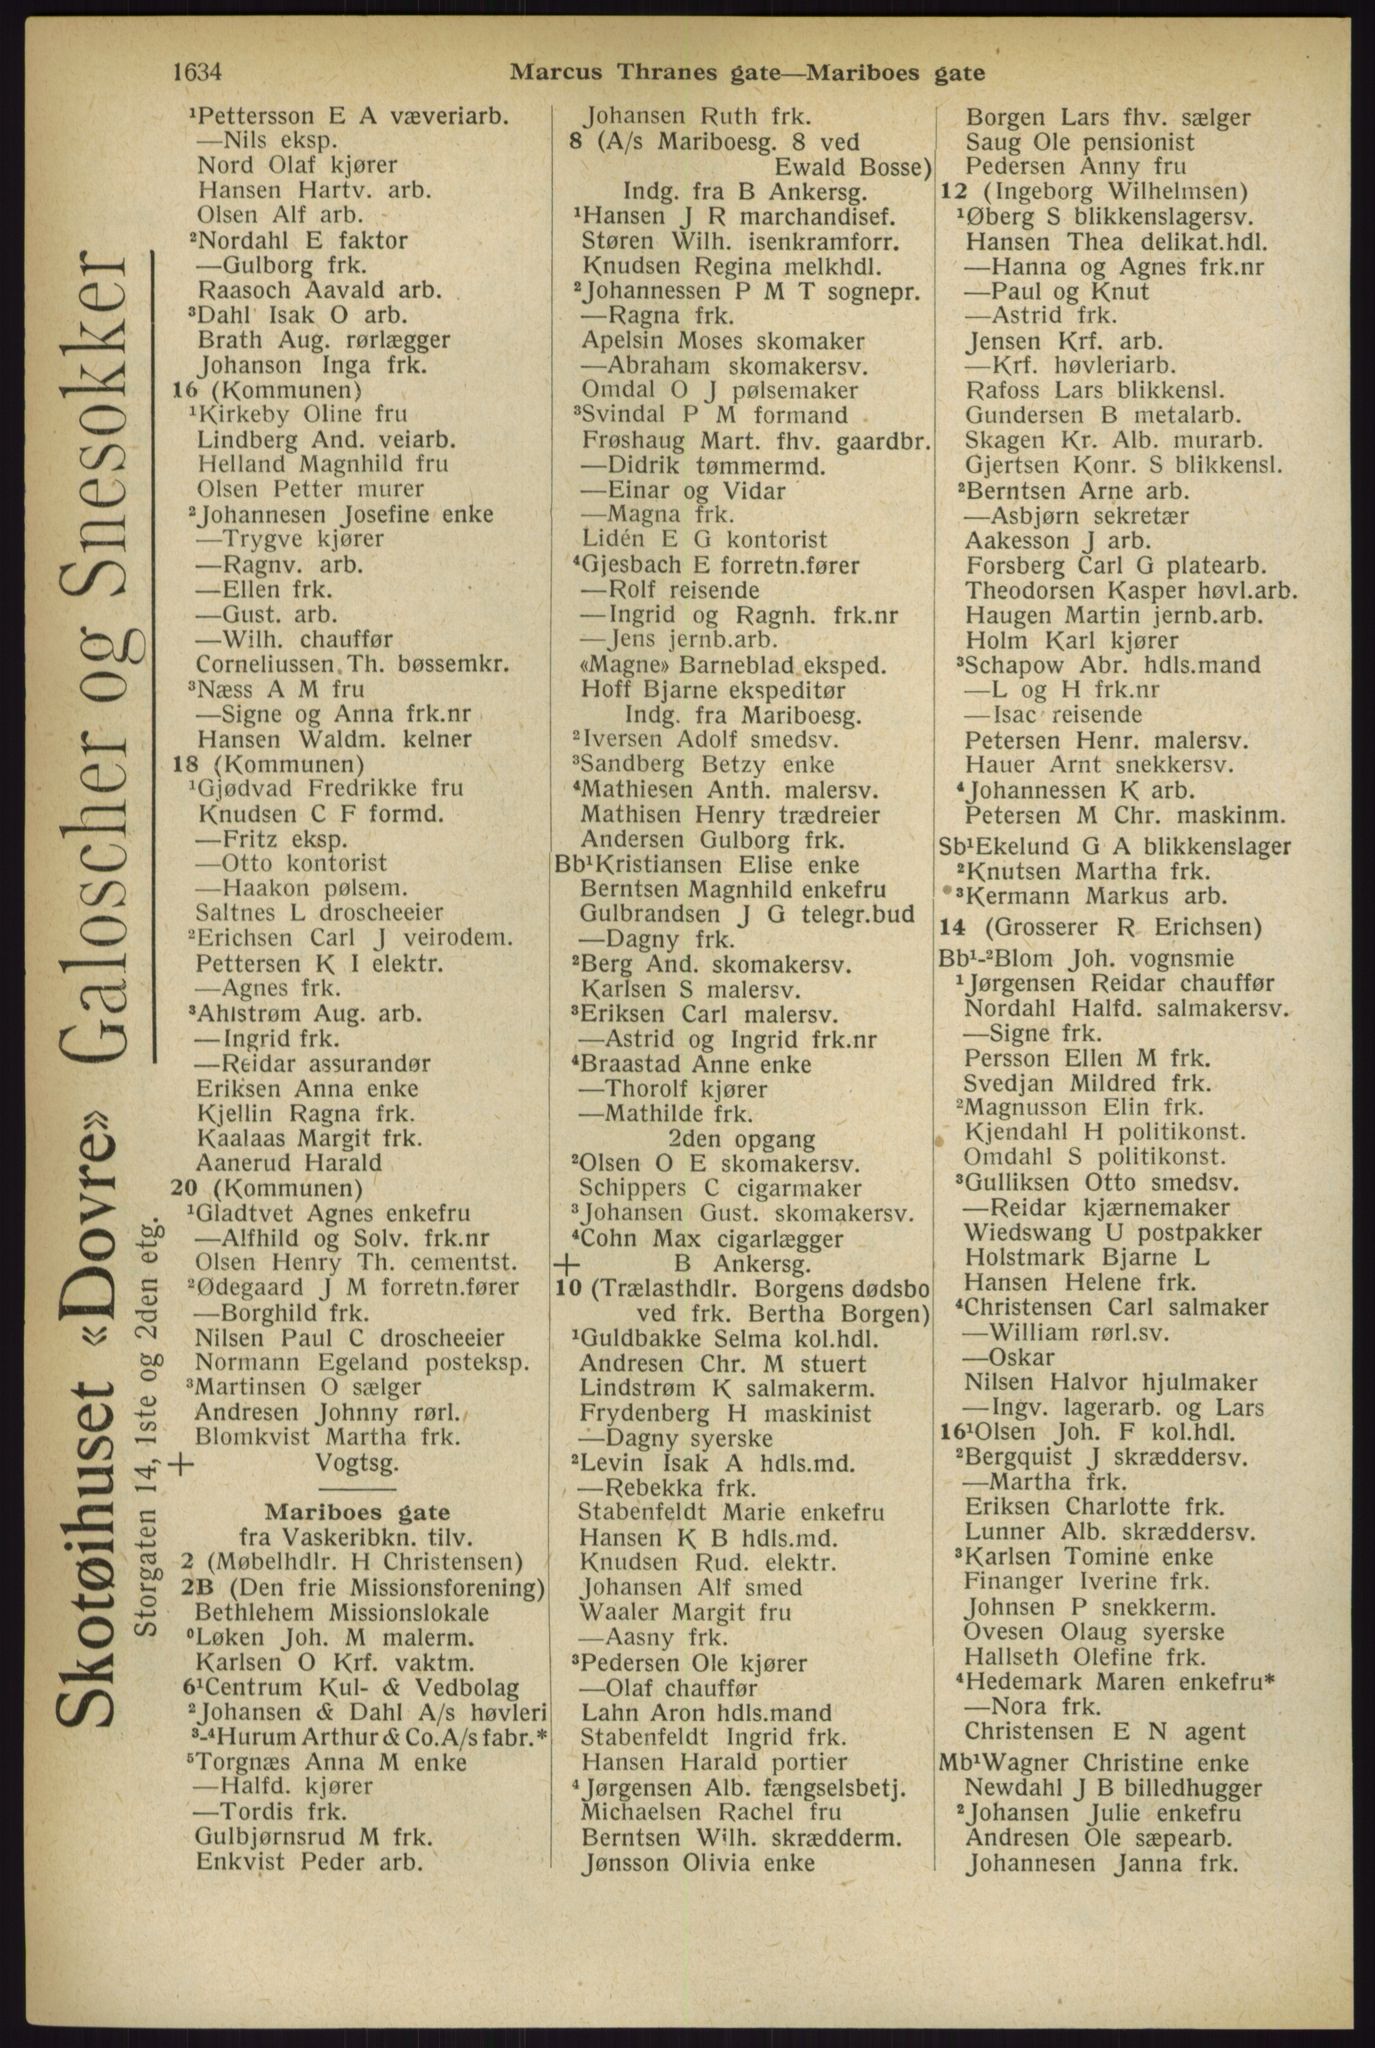 1634
Marcus Thranes gate—Mariboes gate
¹Pettersson E A væveriarb.
—Nils eksp.
Nord Olaf kjører
Hansen Hartv. arb.
Olsen Alf arb.
²Nordahl E faktor
—Gulborg frk.
Raasoch Aavald arb.
³Dahl Isak O arb.
Brath Aug. rørlægger
Johanson Inga frk.
16 (Kommunen)
¹Kirkeby Oline fru
Lindberg And. veiarb.
Helland Magnhild fru
Olsen Petter murer
²Johannesen Josefine enke
—Trygve kjører
—Ragnv. arb.
—Ellen frk.
—Gust. arb.
—Wilh. chauffør
Corneliussen Th. bøssemkr.
³Næss A M fru
—Signe og Anna frk.nr
Hansen Waldm. kelner
18 (Kommunen)
¹Gjødvad Fredrikke fru
Knudsen C F formd.
—Fritz eksp.
—Otto kontorist
—Haakon pølsem.
Saltnes L droscheeier
²Erichsen Carl J veirodem.
Pettersen K I elektr.
—Agnes frk.
³Ahlstrøm Aug. arb.
—Ingrid frk.
—Reidar assurandør
Eriksen Anna enke
Kjellin Ragna frk.
Kaalaas Margit frk.
Aanerud Harald
20 (Kommunen)
¹Gladtvet Agnes enkefru
—Alfhild og Solv. frk.nr
Olsen Henry Th. cementst.
²Ødegaard J M forretn.fører
—Borghild frk.
Nilsen Paul C droscheeier
Normann Egeland posteksp.
³Martinsen O sælger
Andresen Johnny rørl.
Blomkvist Martha frk.
+ Vogtsg.
Mariboes gate
fra Vaskeribkn. tilv.
2 (Møbelhdlr. H Christensen)
2B (Den frie Missionsforening)
Bethlehem Missionslokale
⁰Løken Joh. M malerm.
Karlsen O Krf. vaktm.
6¹Centrum Kul- & Vedbolag
²Johansen & Dahl A/s høvleri
³-⁴Hurum Arthur & Co. A/s fabr.*
⁵Torgnæs Anna M enke
—Halfd. kjører
—Tordis frk.
Gulbjørnsrud M frk.
Enkvist Peder arb.
Johansen Ruth frk.
8 (A/s Mariboesg. 8 ved
Ewald Bosse)
Indg. fra B Ankersg.
¹Hansen J R marchandisef.
Støren Wilh. isenkramforr.
Knudsen Regina melkhdl.
²Johannessen P M T sognepr.
—Ragna frk.
Apelsin Moses skomaker
—Abraham skomakersv.
Omdal O J pølsemaker
³Svindal P M formand
Frøshaug Mart. fhv. gaardbr.
—Didrik tømmermd.
—Einar og Vidar
—Magna frk.
Lidén E G kontorist
⁴Gjesbach E forretn.fører
—Rolf reisende
—Ingrid og Ragnh. frk.nr
—Jens jernb.arb.
«Magne» Barneblad eksped.
Hoff Bjarne ekspeditør
Indg. fra Mariboesg.
²Iversen Adolf smedsv.
³Sandberg Betzy enke
⁴Mathiesen Anth. malersv.
Mathisen Henry trædreier
Andersen Gulborg frk.
Bb¹Kristiansen Elise enke
Berntsen Magnhild enkefru
Gulbrandsen J G telegr.bud
—Dagny frk.
²Berg And. skomakersv.
Karlsen S malersv.
³Eriksen Carl malersv.
—Astrid og Ingrid frk.nr
⁴Braastad Anne enke
—Thorolf kjører
—Mathilde frk.
2den opgang
²Olsen O E skomakersv.
Schippers C cigarmaker
³Johansen Gust. skomakersv.
⁴Cohn Max cigarlægger
+ B Ankersg.
10 (Trælasthdlr. Borgens dødsbo
ved frk. Bertha Borgen)
¹Guldbakke Selma kol.hdl.
Andresen Chr. M stuert
Lindstrøm K salmakerm.
Frydenberg H maskinist
—Dagny syerske
²Levin Isak A hdls.md.
—Rebekka frk.
Stabenfeldt Marie enkefru
Hansen K B hdls.md.
Knudsen Rud. elektr.
Johansen Alf smed
Waaler Margit fru
—Aasny frk.
³Pedersen Ole kjører
—Olaf chauffør
Lahn Aron hdls.mand
Stabenfeldt Ingrid frk.
Hansen Harald portier
⁴Jørgensen Alb. fængselsbetj.
Michaelsen Rachel fru
Berntsen Wilh. skrædderm.
Jønsson Olivia enke
Borgen Lars fhv. sælger
Saug Ole pensionist
Pedersen Anny fru
12 (Ingeborg Wilhelmsen)
¹Øberg S blikkenslagersv.
Hansen Thea delikat.hdl.
—Hanna og Agnes frk.nr
—Paul og Knut
—Astrid frk.
Jensen Krf. arb.
—Krf. høvleriarb.
Rafoss Lars blikkensl.
Gundersen B metalarb.
Skagen Kr. Alb. murarb.
Gjertsen Konr. S blikkensl.
²Berntsen Arne arb.
—Asbjørn sekretær
Aakesson J arb.
Forsberg Carl G platearb.
Theodorsen Kasper høvl.arb.
Haugen Martin jernb.arb.
Holm Karl kjører
³Schapow Abr. hdls.mand
—L og H frk.nr
—Isac reisende
Petersen Henr. malersv.
Hauer Arnt snekkersv.
⁴Johannessen K arb.
Petersen M Chr. maskinm.
Sb¹Ekelund G A blikkenslager
²Knutsen Martha frk.
³Kermann Markus arb.
14 (Grosserer R Erichsen)
Bb¹-²Blom Joh. vognsmie
¹Jørgensen Reidar chauffør
Nordahl Halfd. salmakersv.
—Signe frk.
Persson Ellen M frk.
Svedjan Mildred frk.
²Magnusson Elin frk.
Kjendahl H politikonst.
Omdahl S politikonst.
³Gulliksen Otto smedsv.
—Reidar kjærnemaker
Wiedswang U postpakker
Holstmark Bjarne L
Hansen Helene frk.
⁴Christensen Carl salmaker
—William rørl.sv.
—Oskar
Nilsen Halvor hjulmaker
—Ingv. lagerarb. og Lars
16¹Olsen Joh. F kol.hdl.
²Bergquist J skræddersv.
—Martha frk.
Eriksen Charlotte frk.
Lunner Alb. skræddersv.
³Karlsen Tomine enke
Finanger Iverine frk.
Johnsen P snekkerm.
Ovesen Olaug syerske
Hallseth Olefine frk.
⁴Hedemark Maren enkefru*
—Nora frk.
Christensen E N agent
Mb¹Wagner Christine enke
Newdahl J B billedhugger
²Johansen Julie enkefru
Andresen Ole sæpearb.
Johannesen Janna frk.
Skotøihuset «Dovre» Galoscher og Snesokker
Storgaten 14, 1ste og 2den etg.